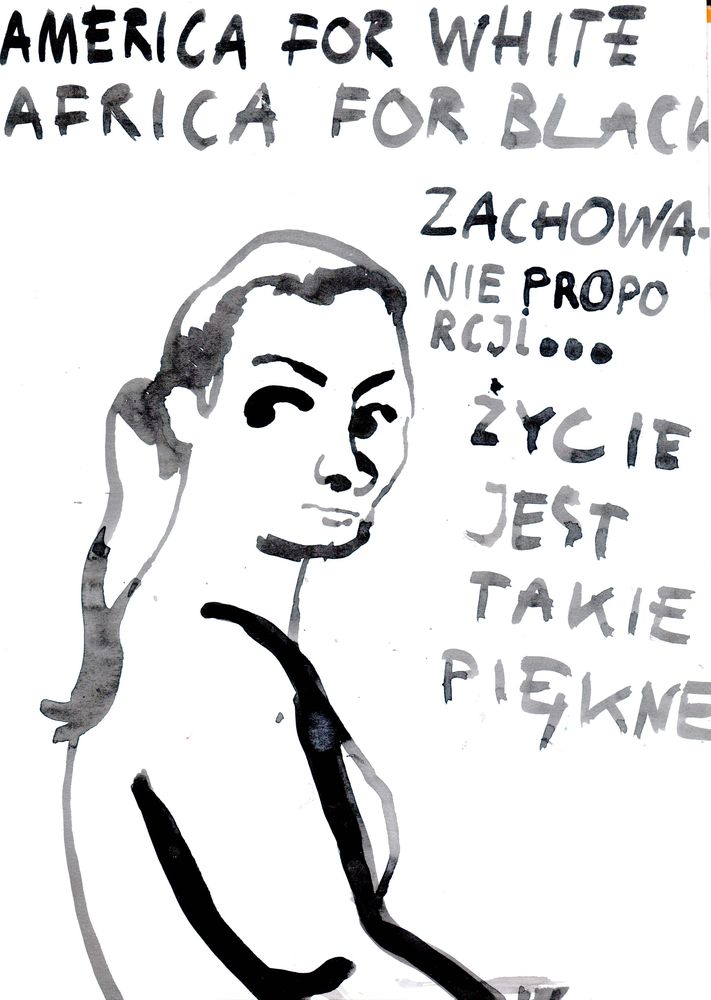 AMERICA FOR WHITE
AFRICA FOR BLACK
ZACHOWA-
NIE PROPO
RCJI...
ŻYCIE
JEST
TAKIE
PIĘKNE